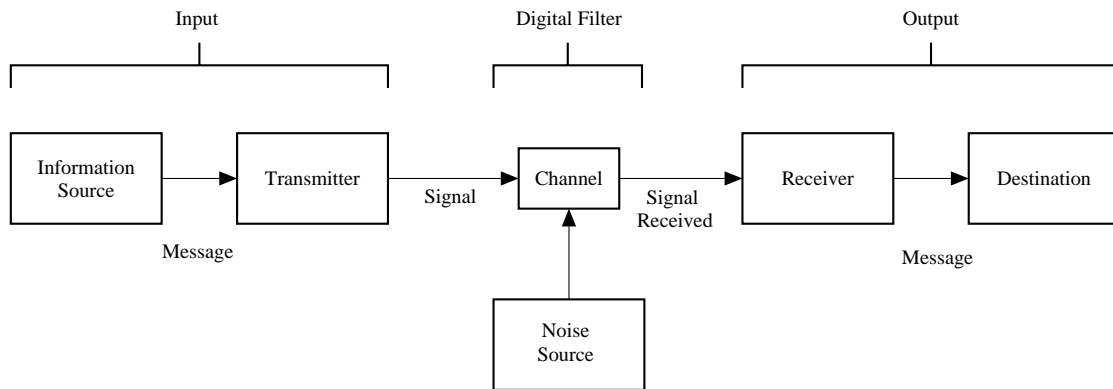 Input
Digital Filter
Output
Information
Source
Transmitter
Channel
Receiver
Destination
Signal
Signal
Received
Message
Message
Noise
Source